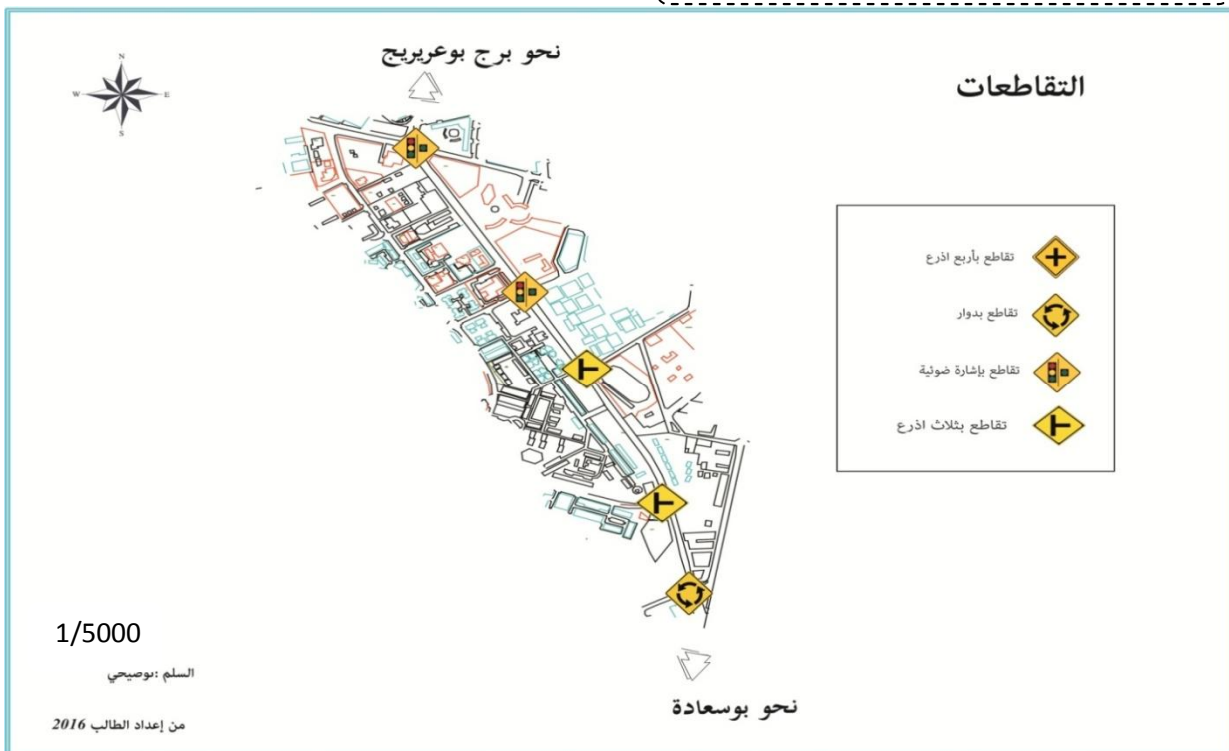 نحو برج بوعريريج
التقاطعات
N
W
E
S
تقاطع بأربع اذرع
تقاطع بدوار
تقاطع بإشارة ضوئية
تقاطع بثلاث اذرع
1/5000
السلم :توصيحي
من إعداد الطالب 2016
نحو بوسعادة